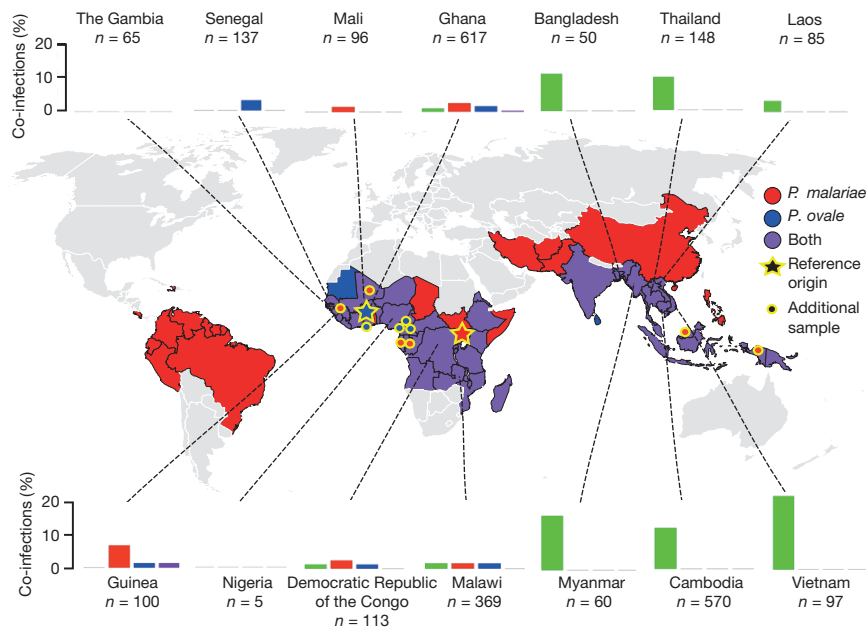 The Gambia
n = 65
Senegal
n = 137
Mali
n = 96
Ghana
n = 617
Bangladesh
n = 50
Thailand
n = 148
Laos
n = 85
Co-infections (%)
20
10
0
P. malariae
P. ovale
Both
Reference
origin
Additional
sample
Co-infections (%)
20
10
0
Guinea
n = 100
Nigeria
n = 5
Democratic Republic
of the Congo
n = 113
Malawi
n = 369
Myanmar
n = 60
Cambodia
n = 570
Vietnam
n = 97